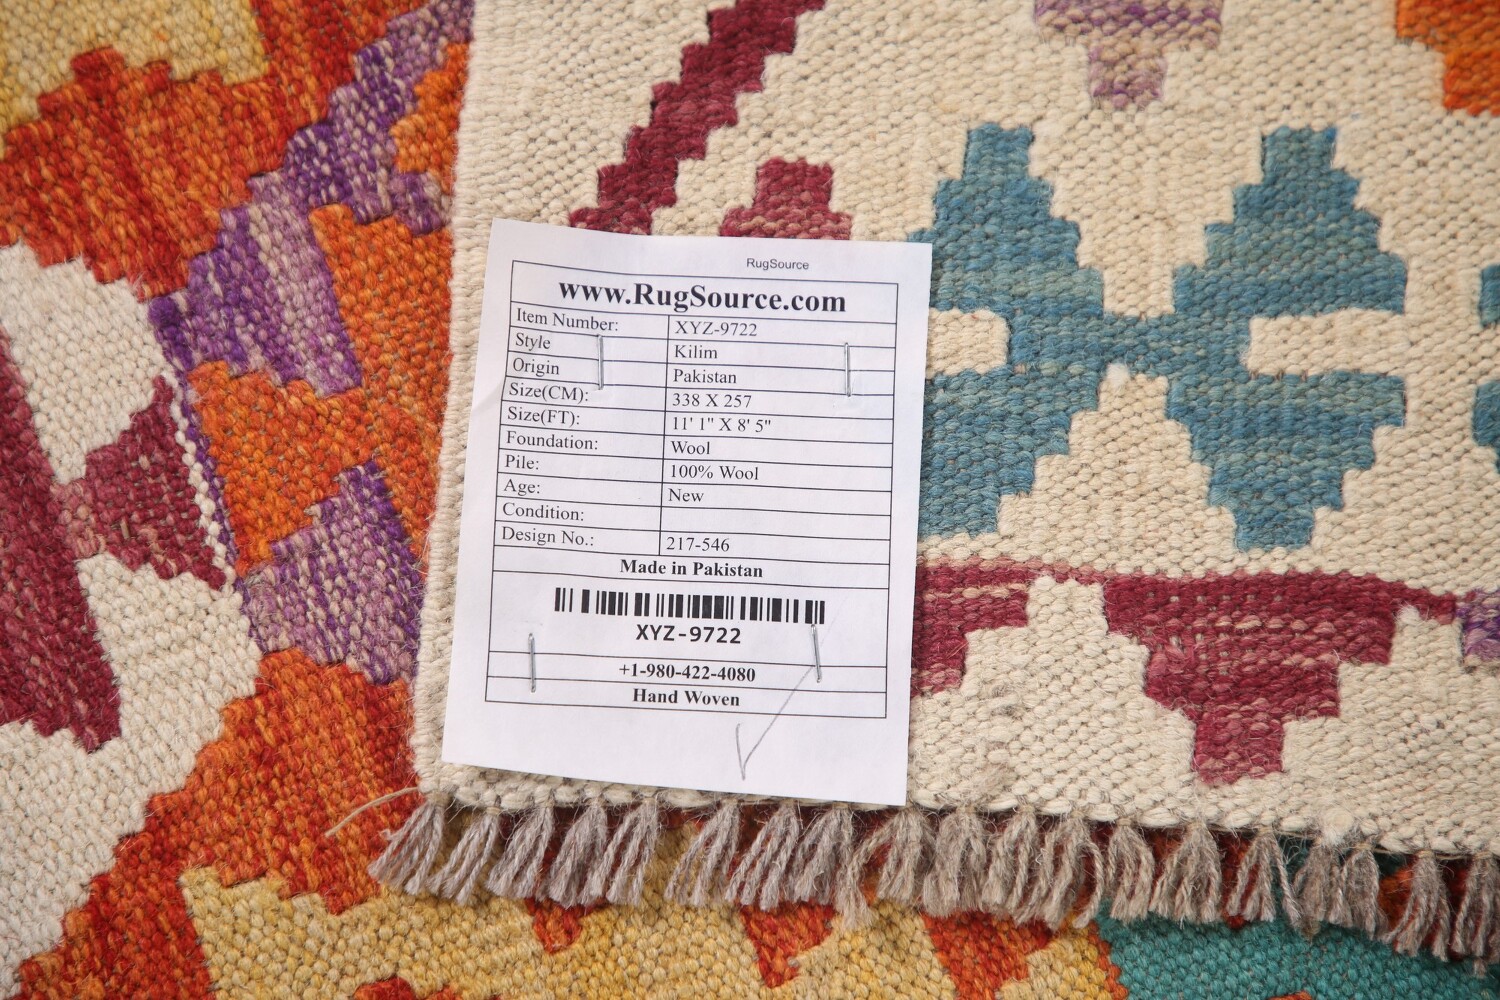 RugSource
www.RugSource.com
Item Number: XYZ-9722
Style Kilim
Origin Pakistan
Size(CM): 338 X 257
Size(FT): 11' 1" X 8' 5"
Foundation: Wool
Pile: 100% Wool
Age: New
Condition:
Design No.: 217-546
Made in Pakistan
XYZ-9722
+1-980-422-4080
Hand Woven